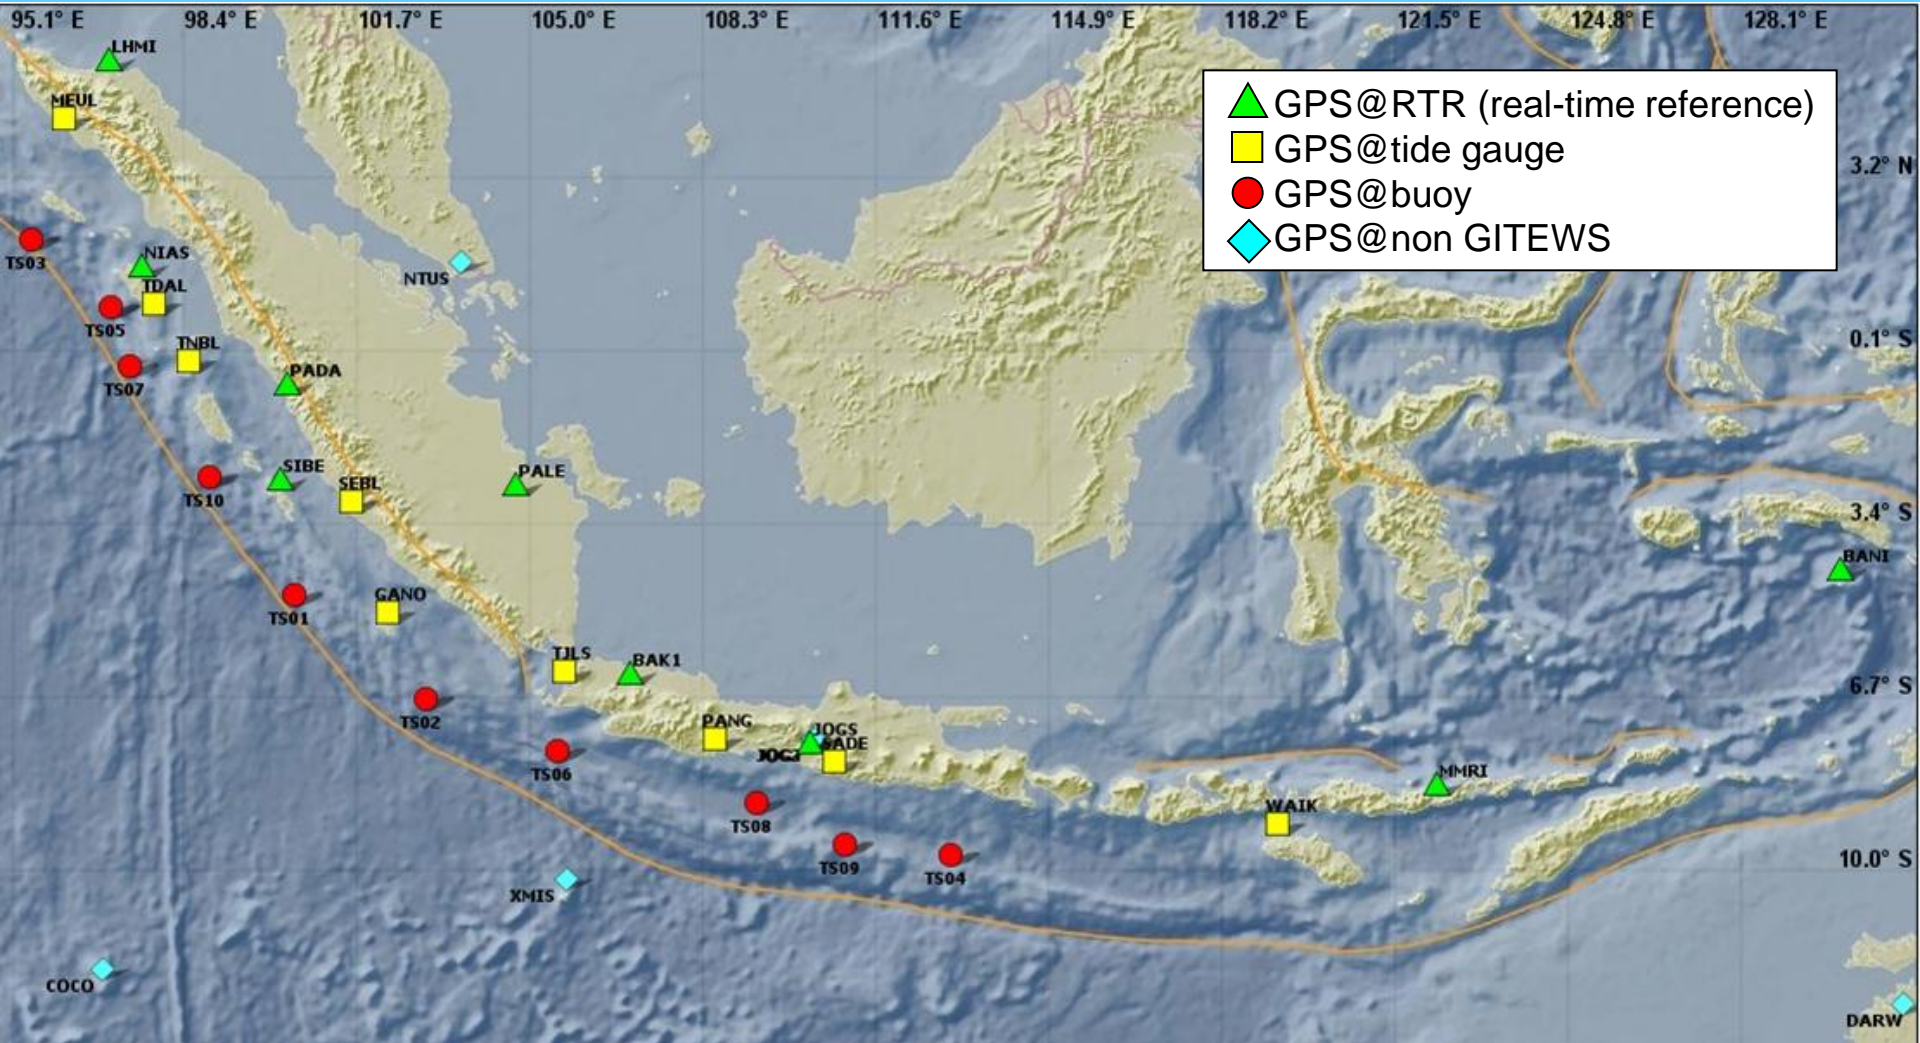 95.1° E 98.4° E 101.7° E 105.0° E 108.3° E 111.6° E 114.9° E 118.2° E 121.5° E 124.8° E 128.1° E
LHMI
MEUL
GPS@RTR (real-time reference)
GPS@tide gauge
GPS@buoy
GPS@non GITEWS
3.2° N
TS03
NIAS
NTUS
TDAL
TS05
TNBL
0.1° S
PADA
TS07
SIBE
PALE
SEBL
TS10
3.4° S
BANI
GANO
TS01
TJLS
BAK1
6.7° S
TS02
PANG
JOGS
SADE
TS06
MMRI
WAIK
TS08
TS09
TS04
10.0° S
XMIS
COCO
DARW